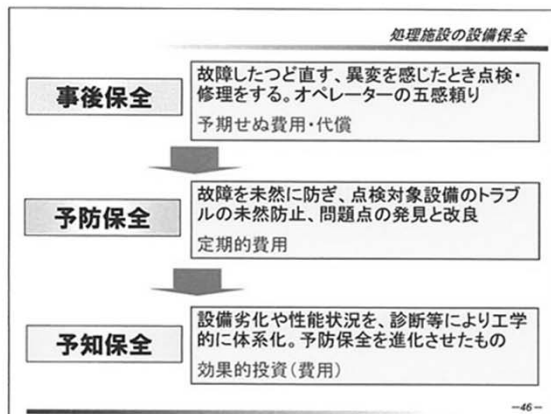 処理施設の設備保全
事後保全
故障したつど直す、異変を感じたとき点検・
修理をする。オペレーターの五感頼り
予期せぬ費用・代償
予防保全
故障を未然に防ぎ、点検対象設備のトラブ
ルの未然防止、問題点の発見と改良
定期的費用
予知保全
設備劣化や性能状況を、診断等により工学
的に体系化。予防保全を進化させたもの
効果的投資(費用)
-46-